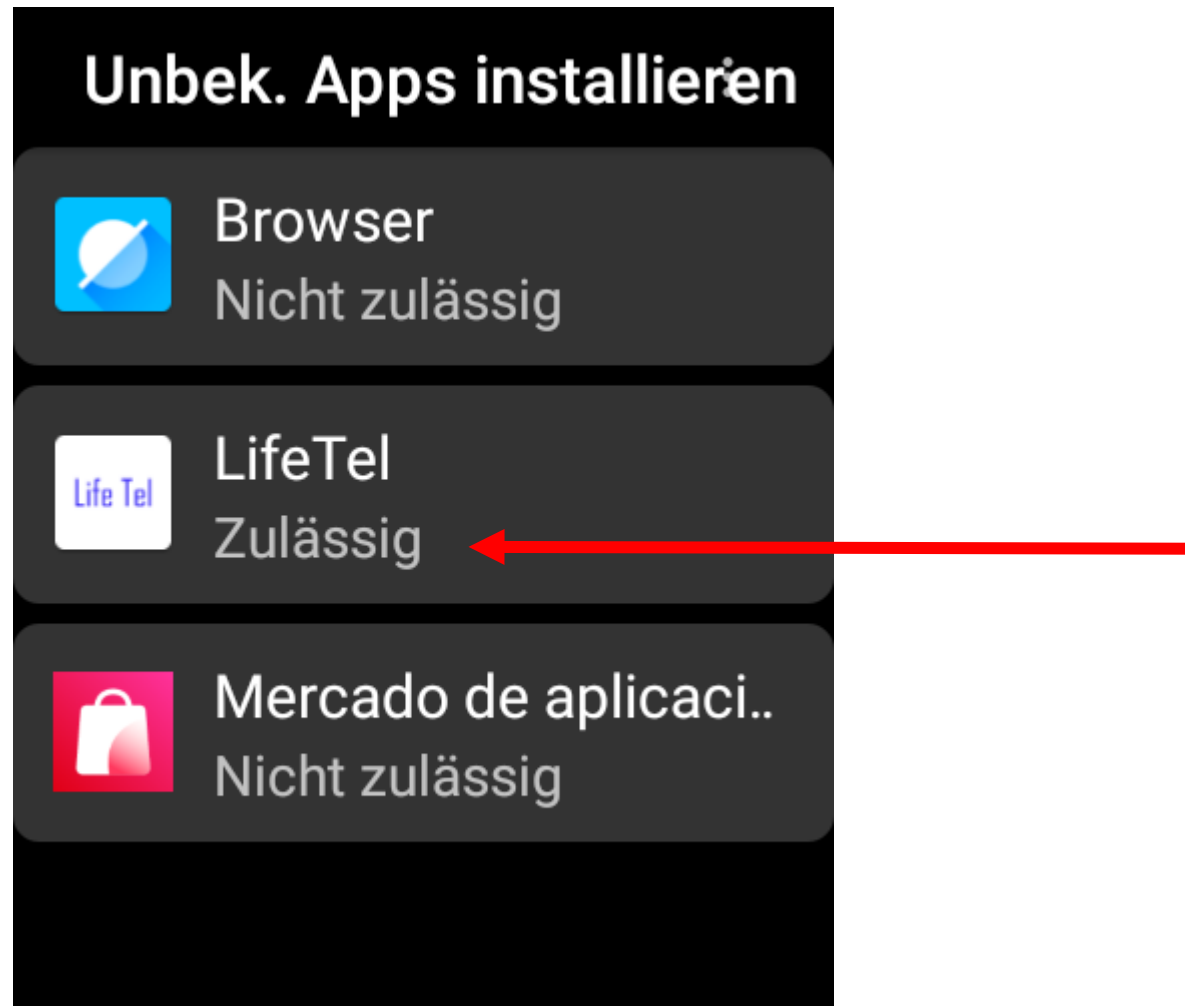 Unbek. Apps installieren
Browser
Nicht zulässig
Life Tel
LifeTel
Zulässig
Mercado de aplicaci..
Nicht zulässig